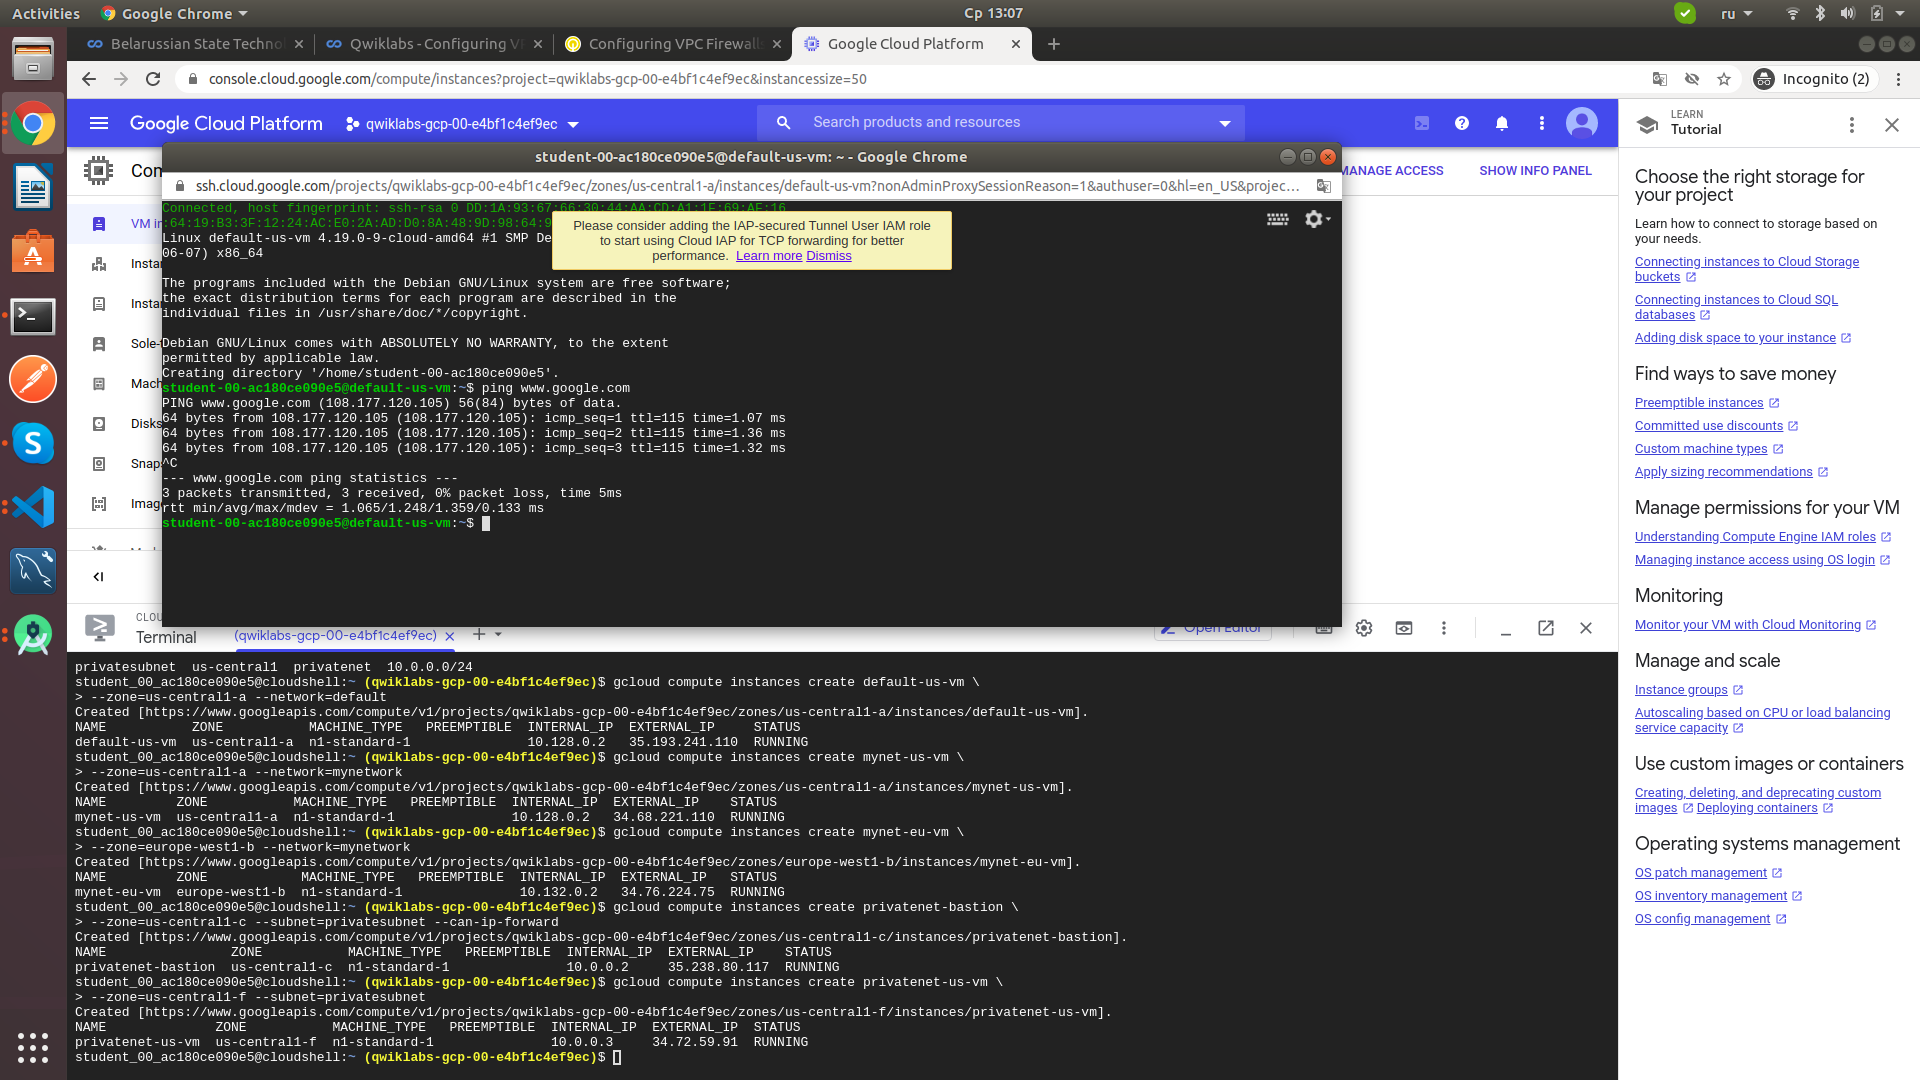 Activities
Google Chrome
Ср 13:07
ru
Belarussian State Techno
Qwiklabs - Configuring V
Configuring VPC Firewall
Google Cloud Platform
console.cloud.google.com/compute/instances?project=qwiklabs-gcp-00-e4bf1c4ef9ec&instancessize=50
Incognito (2)
Google Cloud Platform
qwiklabs-gcp-00-e4bf1c4ef9ec
Search products and resources
LEARN
Tutorial
Com
MANAGE ACCESS
SHOW INFO PANEL
student-00-ac180ce090e5@default-us-vm: ~ - Google Chrome
ssh.cloud.google.com/projects/qwiklabs-gcp-00-e4bf1c4ef9ec/zones/us-central1-a/instances/default-us-vm?nonAdminProxySessionReason=1&authuser=0&hl=en_US&projec...
VM in
Instan
Instan
Sole-
Mach
Disks
Snap
Imag
Connected, host fingerprint: ssh-rsa 0 DD:1A:93:67:66:30:44:AA:CD:A1:1F:69:AF:16
:64:19:B3:3F:12:24:AC:E0:2A:AD:D0:8A:48:9D:98:64:9
Linux default-us-vm 4.19.0-9-cloud-amd64 #1 SMP De
06-07) x86_64
Please consider adding the IAP-secured Tunnel User IAM role
to start using Cloud IAP for TCP forwarding for better
performance. Learn more Dismiss
The programs included with the Debian GNU/Linux system are free software;
the exact distribution terms for each program are described in the
individual files in /usr/share/doc/*/copyright.
Debian GNU/Linux comes with ABSOLUTELY NO WARRANTY, to the extent
permitted by applicable law.
Creating directory '/home/student-00-ac180ce090e5'.
student-00-ac180ce090e5@default-us-vm:~$ ping www.google.com
PING www.google.com (108.177.120.105) 56(84) bytes of data.
64 bytes from 108.177.120.105 (108.177.120.105): icmp_seq=1 ttl=115 time=1.07 ms
64 bytes from 108.177.120.105 (108.177.120.105): icmp_seq=2 ttl=115 time=1.36 ms
64 bytes from 108.177.120.105 (108.177.120.105): icmp_seq=3 ttl=115 time=1.32 ms
^C
--- www.google.com ping statistics ---
3 packets transmitted, 3 received, 0% packet loss, time 5ms
rtt min/avg/max/mdev = 1.065/1.248/1.359/0.133 ms
student-00-ac180ce090e5@default-us-vm:~$
CLOU
Terminal
(qwiklabs-gcp-00-e4bf1c4ef9ec)
Open Editor
privatesubnet us-central1 privatenet 10.0.0.0/24
student_00_ac180ce090e5@cloudshell:~ (qwiklabs-gcp-00-e4bf1c4ef9ec)$ gcloud compute instances create default-us-vm \
> --zone=us-central1-a --network=default
Created [https://www.googleapis.com/compute/v1/projects/qwiklabs-gcp-00-e4bf1c4ef9ec/zones/us-central1-a/instances/default-us-vm].
NAME ZONE MACHINE_TYPE PREEMPTIBLE INTERNAL_IP EXTERNAL_IP STATUS
default-us-vm us-central1-a n1-standard-1 10.128.0.2 35.193.241.110 RUNNING
student_00_ac180ce090e5@cloudshell:~ (qwiklabs-gcp-00-e4bf1c4ef9ec)$ gcloud compute instances create mynet-us-vm \
> --zone=us-central1-a --network=mynetwork
Created [https://www.googleapis.com/compute/v1/projects/qwiklabs-gcp-00-e4bf1c4ef9ec/zones/us-central1-a/instances/mynet-us-vm].
NAME ZONE MACHINE_TYPE PREEMPTIBLE INTERNAL_IP EXTERNAL_IP STATUS
mynet-us-vm us-central1-a n1-standard-1 10.128.0.2 34.68.221.110 RUNNING
student_00_ac180ce090e5@cloudshell:~ (qwiklabs-gcp-00-e4bf1c4ef9ec)$ gcloud compute instances create mynet-eu-vm \
> --zone=europe-west1-b --network=mynetwork
Created [https://www.googleapis.com/compute/v1/projects/qwiklabs-gcp-00-e4bf1c4ef9ec/zones/europe-west1-b/instances/mynet-eu-vm].
NAME ZONE MACHINE_TYPE PREEMPTIBLE INTERNAL_IP EXTERNAL_IP STATUS
mynet-eu-vm europe-west1-b n1-standard-1 10.132.0.2 34.76.224.75 RUNNING
student_00_ac180ce090e5@cloudshell:~ (qwiklabs-gcp-00-e4bf1c4ef9ec)$ gcloud compute instances create privatenet-bastion \
> --zone=us-central1-c --subnet=privatesubnet --can-ip-forward
Created [https://www.googleapis.com/compute/v1/projects/qwiklabs-gcp-00-e4bf1c4ef9ec/zones/us-central1-c/instances/privatenet-bastion].
NAME ZONE MACHINE_TYPE PREEMPTIBLE INTERNAL_IP EXTERNAL_IP STATUS
privatenet-bastion us-central1-c n1-standard-1 10.0.0.2 35.238.80.117 RUNNING
student_00_ac180ce090e5@cloudshell:~ (qwiklabs-gcp-00-e4bf1c4ef9ec)$ gcloud compute instances create privatenet-us-vm \
> --zone=us-central1-f --subnet=privatesubnet
Created [https://www.googleapis.com/compute/v1/projects/qwiklabs-gcp-00-e4bf1c4ef9ec/zones/us-central1-f/instances/privatenet-us-vm].
NAME ZONE MACHINE_TYPE PREEMPTIBLE INTERNAL_IP EXTERNAL_IP STATUS
privatenet-us-vm us-central1-f n1-standard-1 10.0.0.3 34.72.59.91 RUNNING
student_00_ac180ce090e5@cloudshell:~ (qwiklabs-gcp-00-e4bf1c4ef9ec)$
Choose the right storage for
your project
Learn how to connect to storage based on
your needs.
Connecting instances to Cloud Storage
buckets
Connecting instances to Cloud SQL
databases
Adding disk space to your instance
Find ways to save money
Preemptible instances
Committed use discounts
Custom machine types
Apply sizing recommendations
Manage permissions for your VM
Understanding Compute Engine IAM roles
Managing instance access using OS login
Monitoring
Monitor your VM with Cloud Monitoring
Manage and scale
Instance groups
Autoscaling based on CPU or load balancing
service capacity
Use custom images or containers
Creating, deleting, and deprecating custom
images Deploying containers
Operating systems management
OS patch management
OS inventory management
OS config management